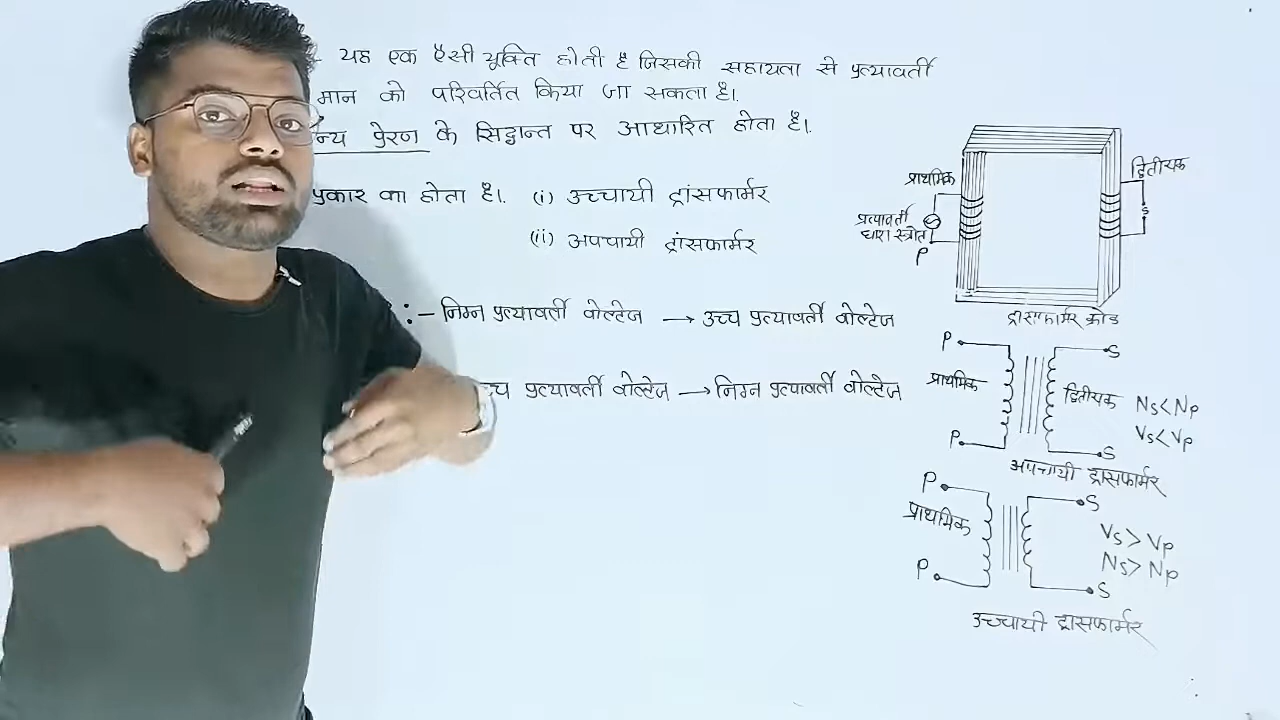 यह एक ऐसी युक्ति होती है जिसकी सहायता से प्रत्यावर्ती
मान को परिवर्तित किया जा सकता है।
न्य प्रेरण के सिद्धान्त पर आधारित होता है।
प्रकार का होता है। (i) उच्चायी ट्रांसफार्मर
(ii) अपचायी ट्रांसफार्मर
:- निम्न प्रत्यावर्ती वोल्टेज → उच्च प्रत्यावर्ती वोल्टेज
च्च प्रत्यावर्ती वोल्टेज → निम्न प्रत्यावर्ती वोल्टेज
प्राथमिक
द्वितीयक
प्रत्यावर्ती
धारा स्त्रोत
P
S
ट्रांसफार्मर क्रोड
P
S
प्राथमिक
द्वितीयक
Ns<Np
Vs<Vp
P
S
अपचायी ट्रासफार्मर
P
S
प्राथमिक
Vs>Vp
Ns>Np
P
S
उच्चायी ट्रासफार्मर